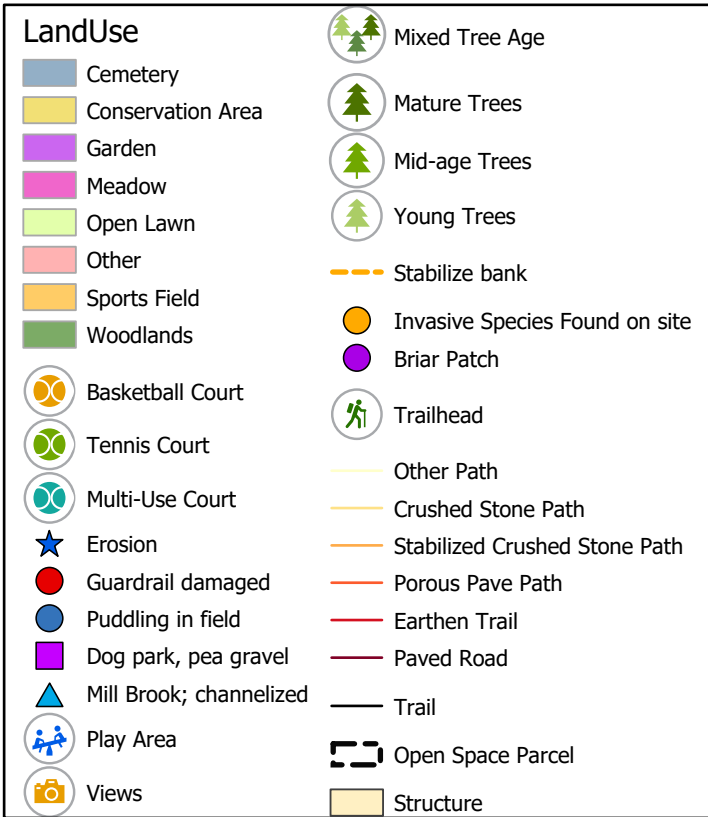 LandUse
Cemetery
Conservation Area
Garden
Meadow
Open Lawn
Other
Sports Field
Woodlands
Basketball Court
Tennis Court
Multi-Use Court
Erosion
Guardrail damaged
Puddling in field
Dog park, pea gravel
Mill Brook; channelized
Play Area
Views
Mixed Tree Age
Mature Trees
Mid-age Trees
Young Trees
Stabilize bank
Invasive Species Found on site
Briar Patch
Trailhead
Other Path
Crushed Stone Path
Stabilized Crushed Stone Path
Porous Pave Path
Earthen Trail
Paved Road
Trail
Open Space Parcel
Structure